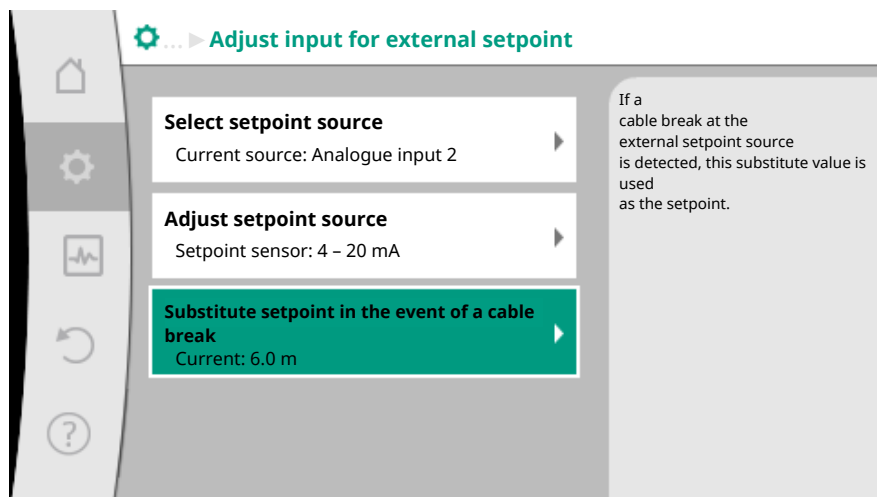 ... ▶ Adjust input for external setpoint
Select setpoint source
Current source: Analogue input 2
Adjust setpoint source
Setpoint sensor: 4 – 20 mA
Substitute setpoint in the event of a cable
break
Current: 6.0 m
If a
cable break at the
external setpoint source
is detected, this substitute value is
used
as the setpoint.
?